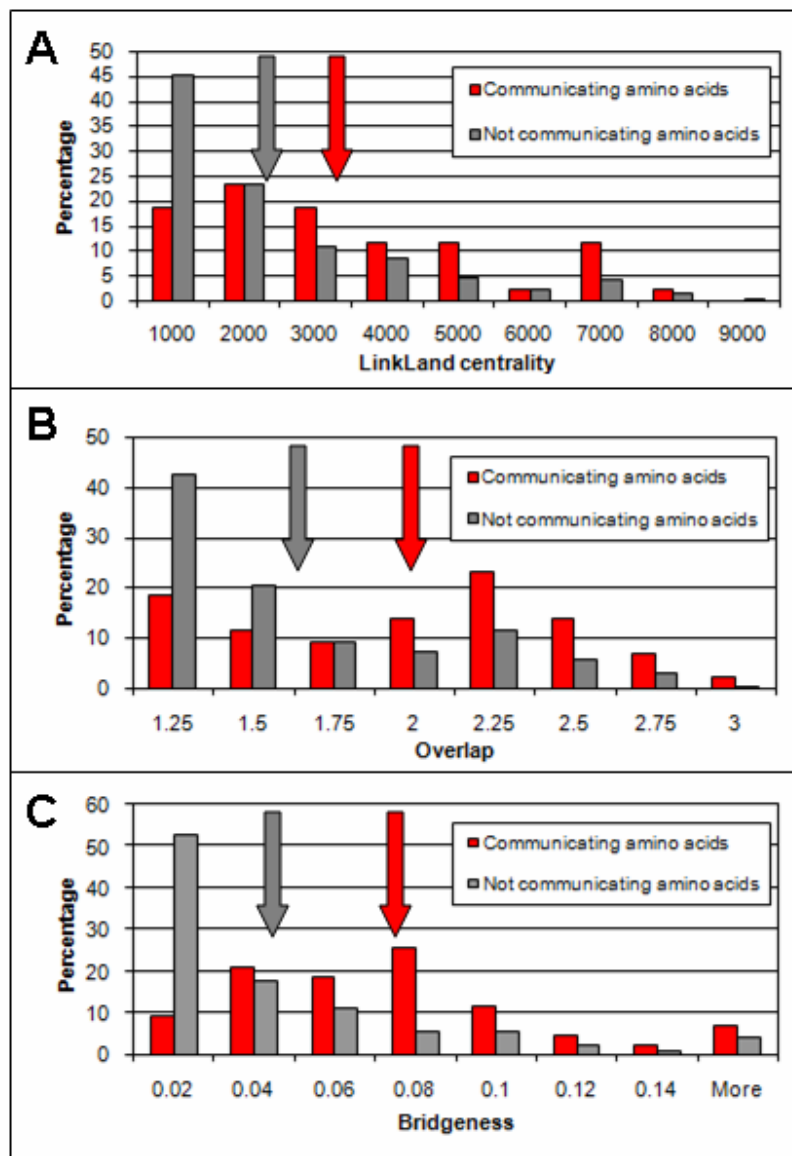 A
50
45
40
35
30
25
20
15
10
5
0
Percentage
Communicating amino acids
Not communicating amino acids
1000 2000 3000 4000 5000 6000 7000 8000 9000
LinkLand centrality
B
50
40
30
20
10
0
Percentage
Communicating amino acids
Not communicating amino acids
1.25 1.5 1.75 2 2.25 2.5 2.75 3
Overlap
C
60
50
40
30
20
10
0
Percentage
Communicating amino acids
Not communicating amino acids
0.02 0.04 0.06 0.08 0.1 0.12 0.14 More
Bridgeness